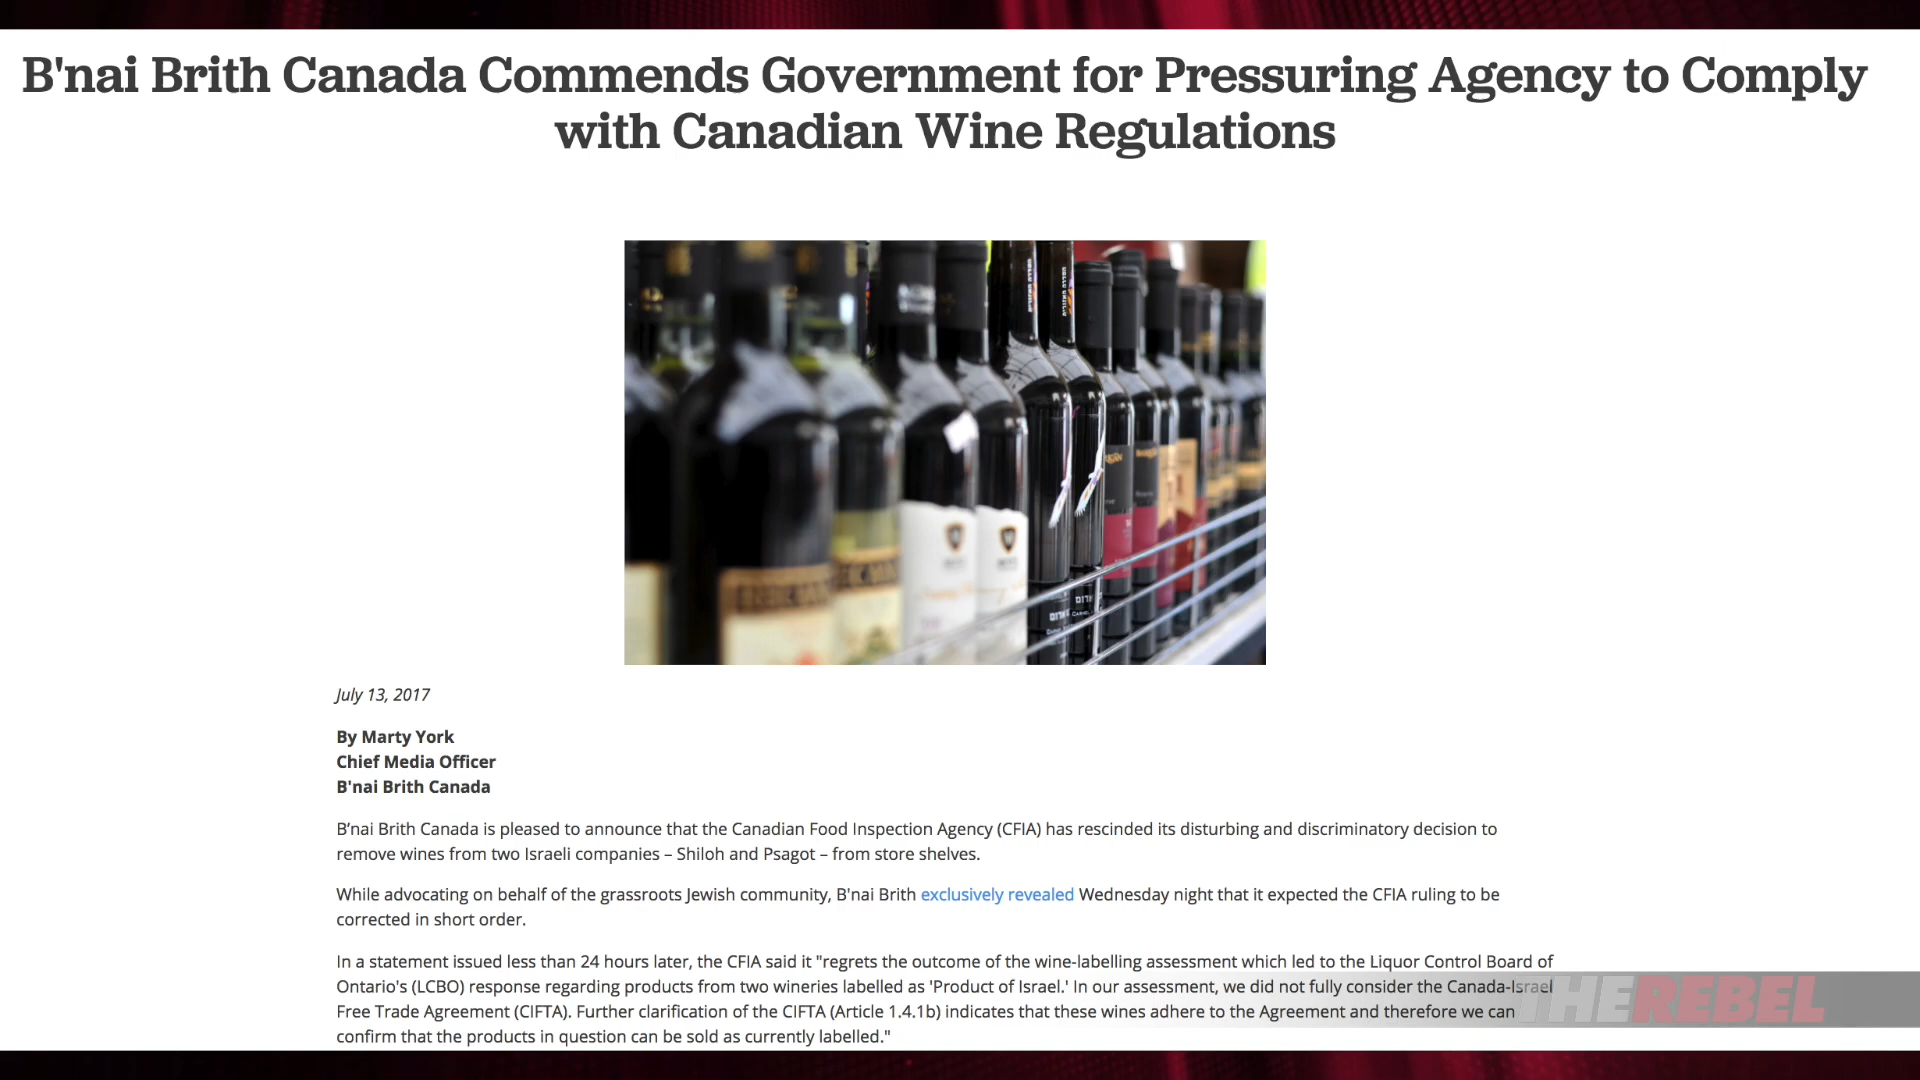 B'nai Brith Canada Commends Government for Pressuring Agency to Comply
with Canadian Wine Regulations
July 13, 2017
By Marty York
Chief Media Officer
B'nai Brith Canada
B’nai Brith Canada is pleased to announce that the Canadian Food Inspection Agency (CFIA) has rescinded its disturbing and discriminatory decision to
remove wines from two Israeli companies – Shiloh and Psagot – from store shelves.
While advocating on behalf of the grassroots Jewish community, B'nai Brith exclusively revealed Wednesday night that it expected the CFIA ruling to be
corrected in short order.
In a statement issued less than 24 hours later, the CFIA said it "regrets the outcome of the wine-labelling assessment which led to the Liquor Control Board of
Ontario's (LCBO) response regarding products from two wineries labelled as 'Product of Israel.' In our assessment, we did not fully consider the Canada-Israel
Free Trade Agreement (CIFTA). Further clarification of the CIFTA (Article 1.4.1b) indicates that these wines adhere to the Agreement and therefore we can
confirm that the products in question can be sold as currently labelled."
THEREBEL